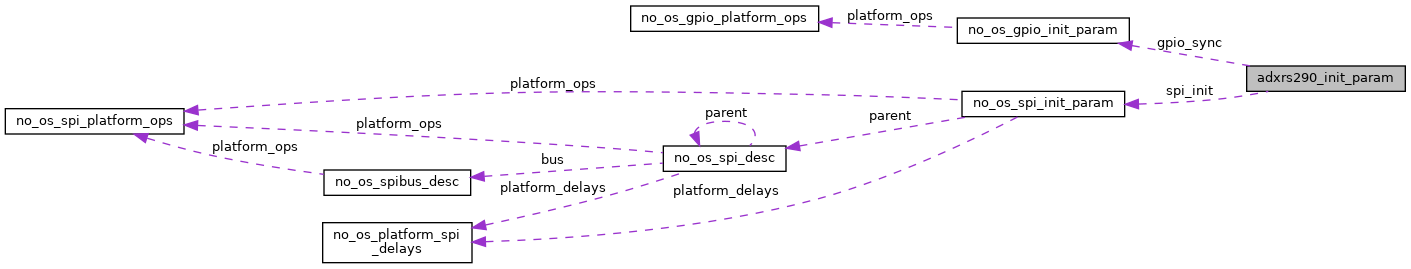 no_os_gpio_platform_ops
platform_ops
no_os_gpio_init_param
gpio_sync
adxrs290_init_param
platform_ops
spi_init
no_os_spi_init_param
no_os_spi_platform_ops
platform_ops
parent
parent
platform_ops
bus
no_os_spi_desc
no_os_spibus_desc
platform_delays
platform_delays
no_os_platform_spi
_delays